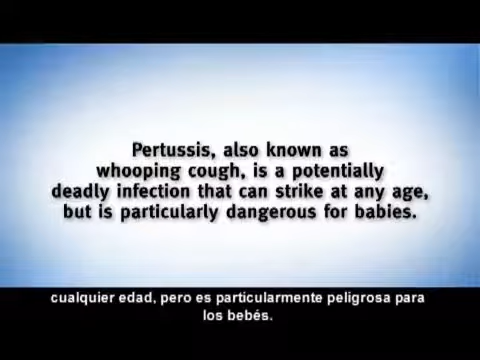 Pertussis, also known as
whooping cough, is a potentially
deadly infection that can strike at any age,
but is particularly dangerous for babies.
cualquier edad, pero es particularmente peligrosa para
los bebés.